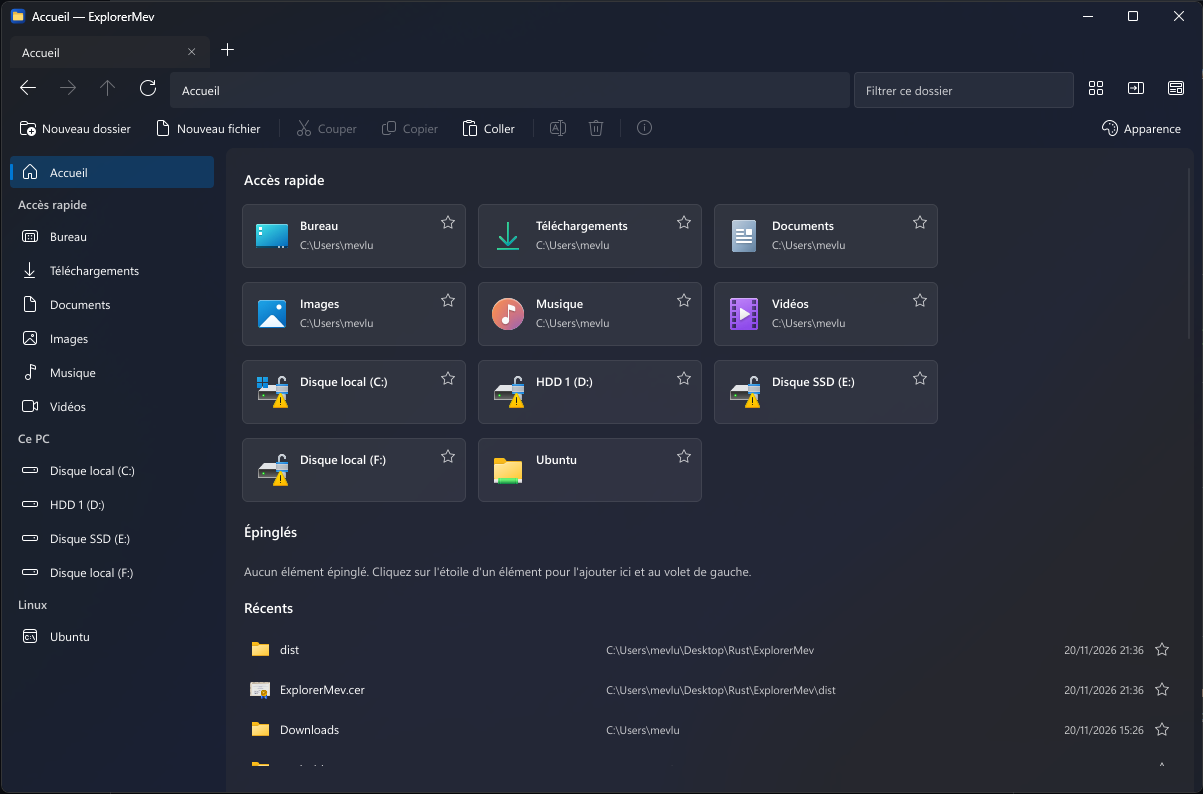 Accueil — ExplorerMev
Accueil
Accueil
Filtrer ce dossier
Nouveau dossier
Nouveau fichier
Couper
Copier
Coller
Apparence
Accueil
Accès rapide
Bureau
Téléchargements
Documents
Images
Musique
Vidéos
Ce PC
Disque local (C:)
HDD 1 (D:)
Disque SSD (E:)
Disque local (F:)
Linux
Ubuntu
Accès rapide
Bureau
C:\Users\mevlu
Téléchargements
C:\Users\mevlu
Documents
C:\Users\mevlu
Images
C:\Users\mevlu
Musique
C:\Users\mevlu
Vidéos
C:\Users\mevlu
Disque local (C:)
HDD 1 (D:)
Disque SSD (E:)
Disque local (F:)
Ubuntu
Épinglés
Aucun élément épinglé. Cliquez sur l'étoile d'un élément pour l'ajouter ici et au volet de gauche.
Récents
dist C:\Users\mevlu\Desktop\Rust\ExplorerMev 20/11/2026 21:36
ExplorerMev.cer C:\Users\mevlu\Desktop\Rust\ExplorerMev\dist 20/11/2026 21:36
Downloads C:\Users\mevlu 20/11/2026 15:26